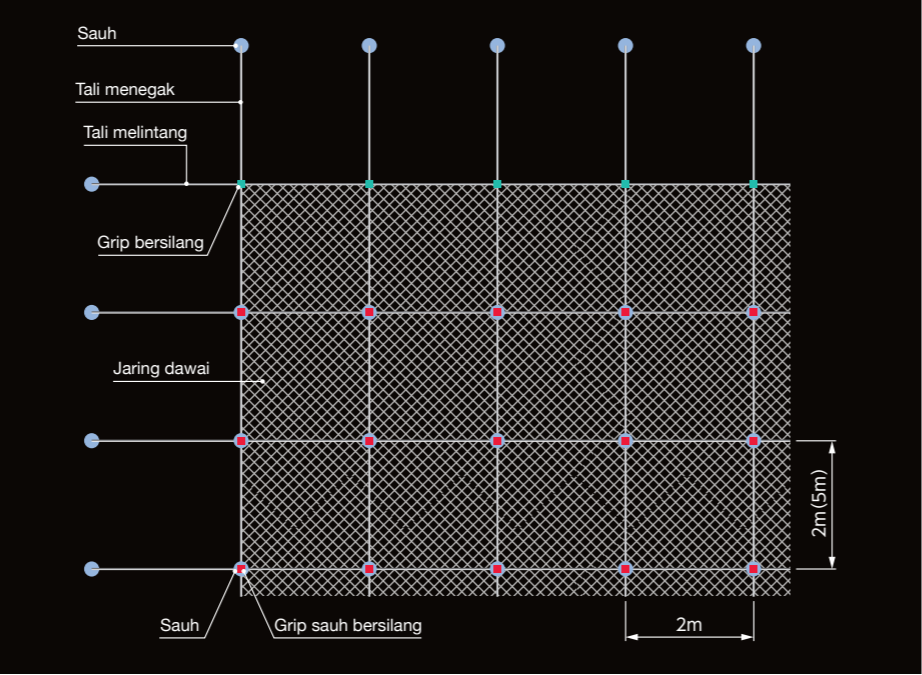 Sauh
Tali menegak
Tali melintang
Grip bersilang
Jaring dawai
2m (5m)
Sauh
Grip sauh bersilang
2m